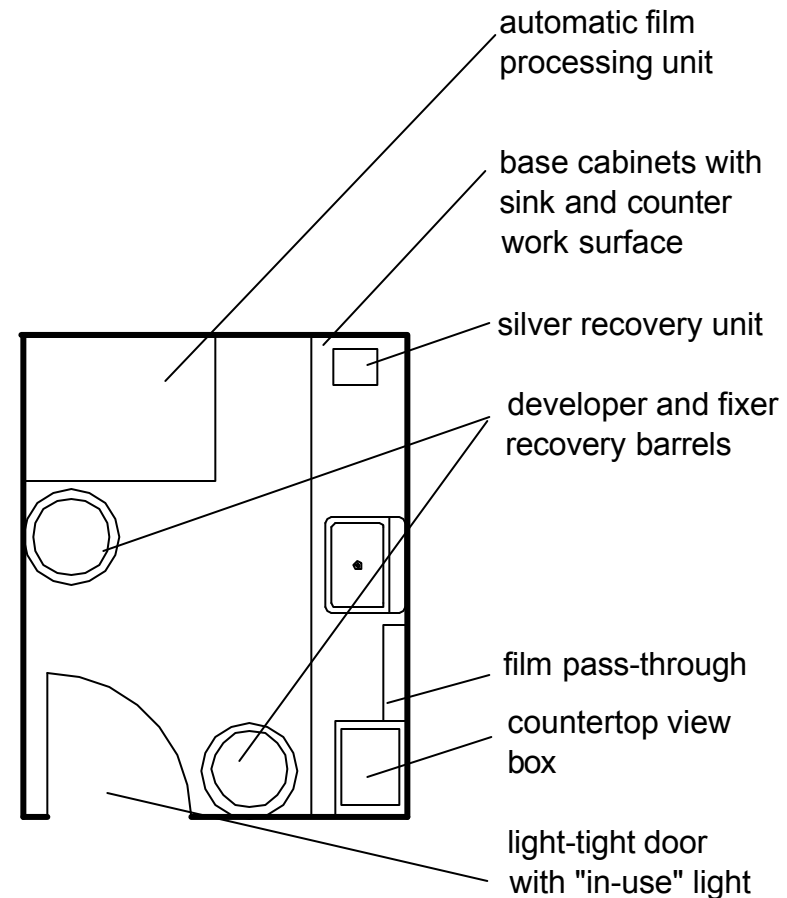 automatic film
processing unit
base cabinets with
sink and counter
work surface
silver recovery unit
developer and fixer
recovery barrels
film pass-through
countertop view
box
light-tight door
with "in-use" light